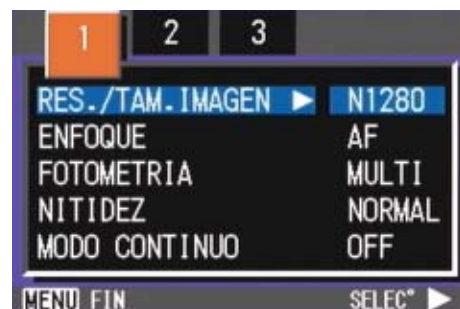 1 2 3
RES./TAM.IMAGEN ▶ N1280
ENFOQUE AF
FOTOMETRIA MULTI
NITIDEZ NORMAL
MODO CONTINUO OFF
MENU FIN SELEC° ▶